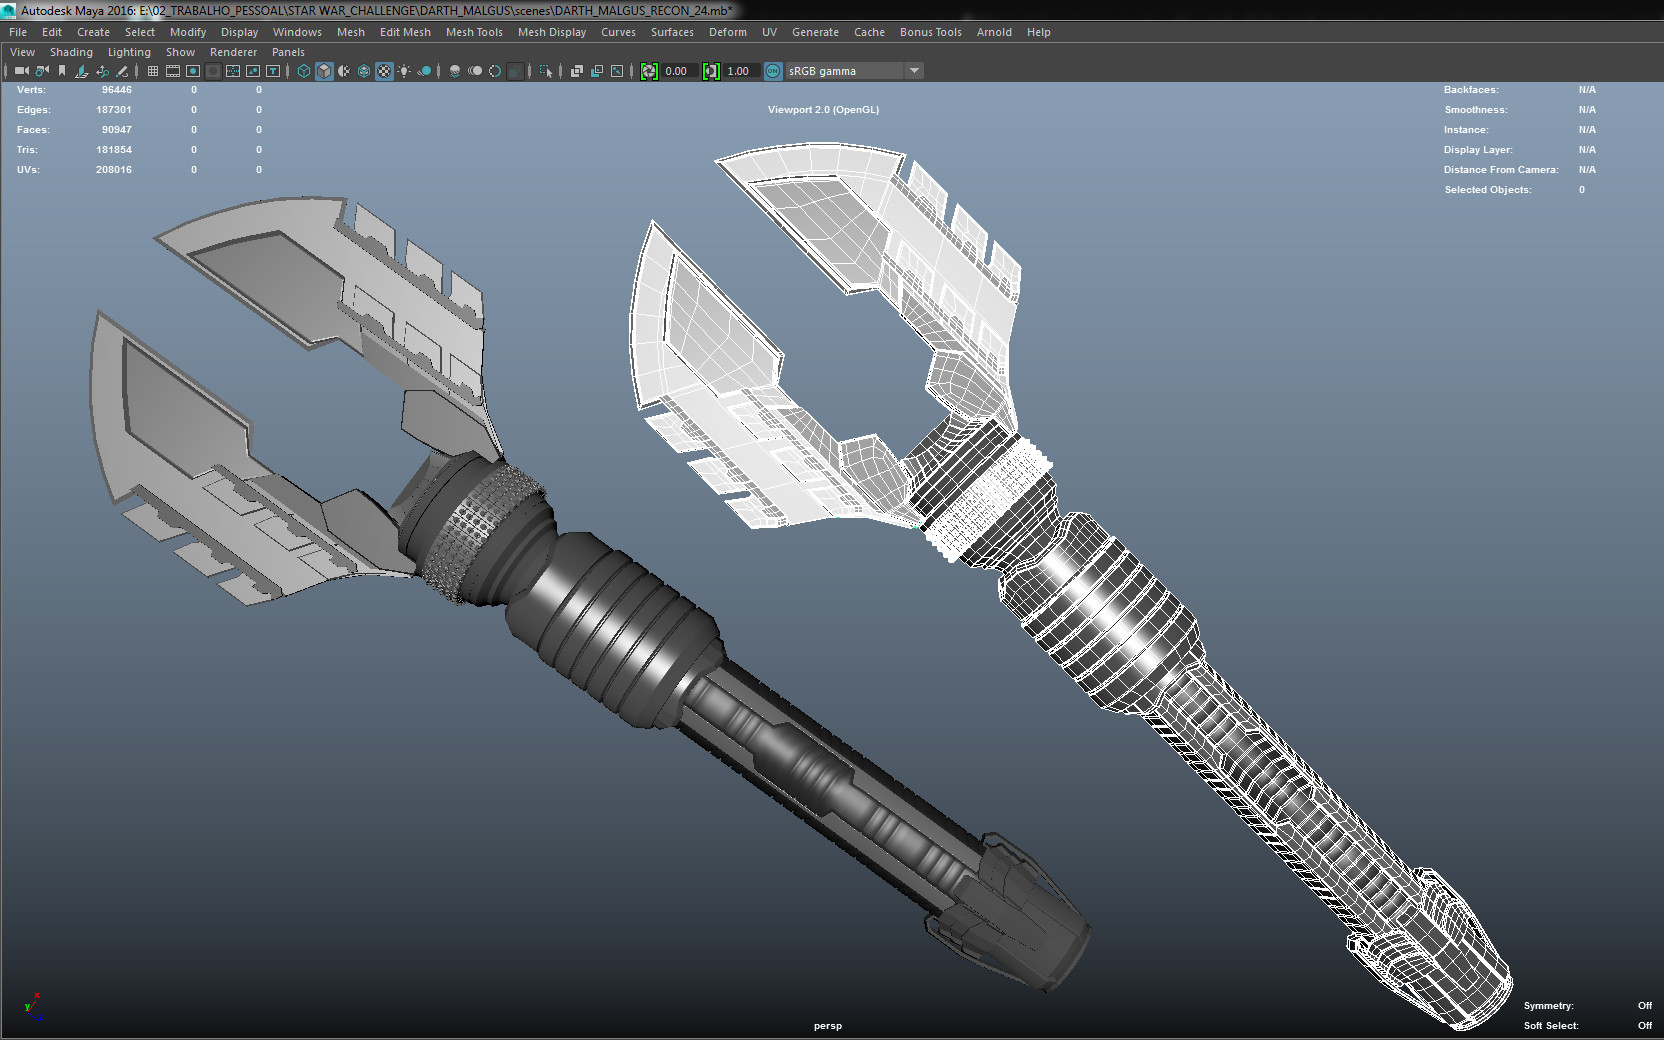 Autodesk Maya 2016: E:\02_TRABALHO_PESSOAL\STAR WAR_CHALLENGE\DARTH_MALGUS\scenes\DARTH_MALGUS_RECON_24.mb*
File Edit Create Select Modify Display Windows Mesh Edit Mesh Mesh Tools Mesh Display Curves Surfaces Deform UV Generate Cache Bonus Tools Arnold Help
View Shading Lighting Show Renderer Panels
0.00 1.00 ON sRGB gamma
Verts: 96446 0 0 Backfaces: N/A
Edges: 187301 0 0 Viewport 2.0 (OpenGL) Smoothness: N/A
Faces: 90947 0 0 Instance: N/A
Tris: 181854 0 0 Display Layer: N/A
UVs: 208016 0 0 Distance From Camera: N/A
Selected Objects: 0
x
y
z
Symmetry: Off
persp Soft Select: Off